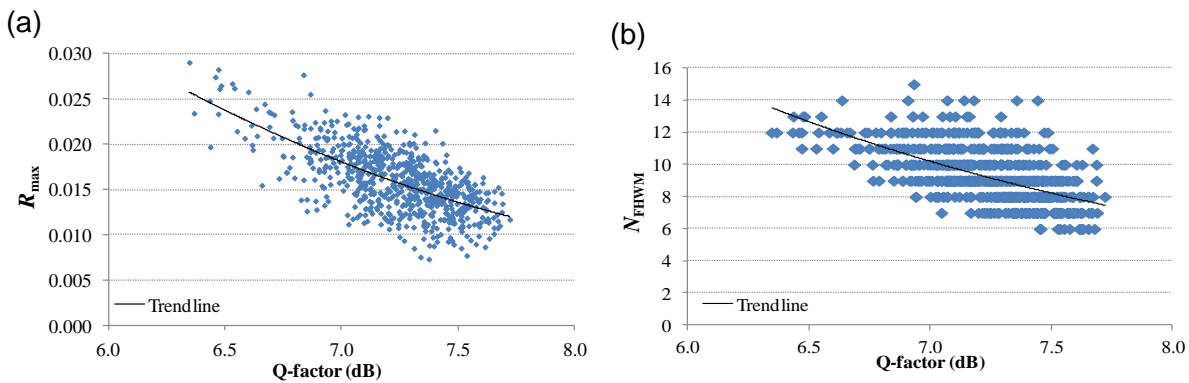 (a)
0.030
0.025
0.020
0.015
0.010
0.005
0.000
R_max
Trendline
6.0 6.5 7.0 7.5 8.0
Q-factor (dB)
(b)
16
14
12
10
8
6
4
2
0
N_FHWM
Trendline
6.0 6.5 7.0 7.5 8.0
Q-factor (dB)